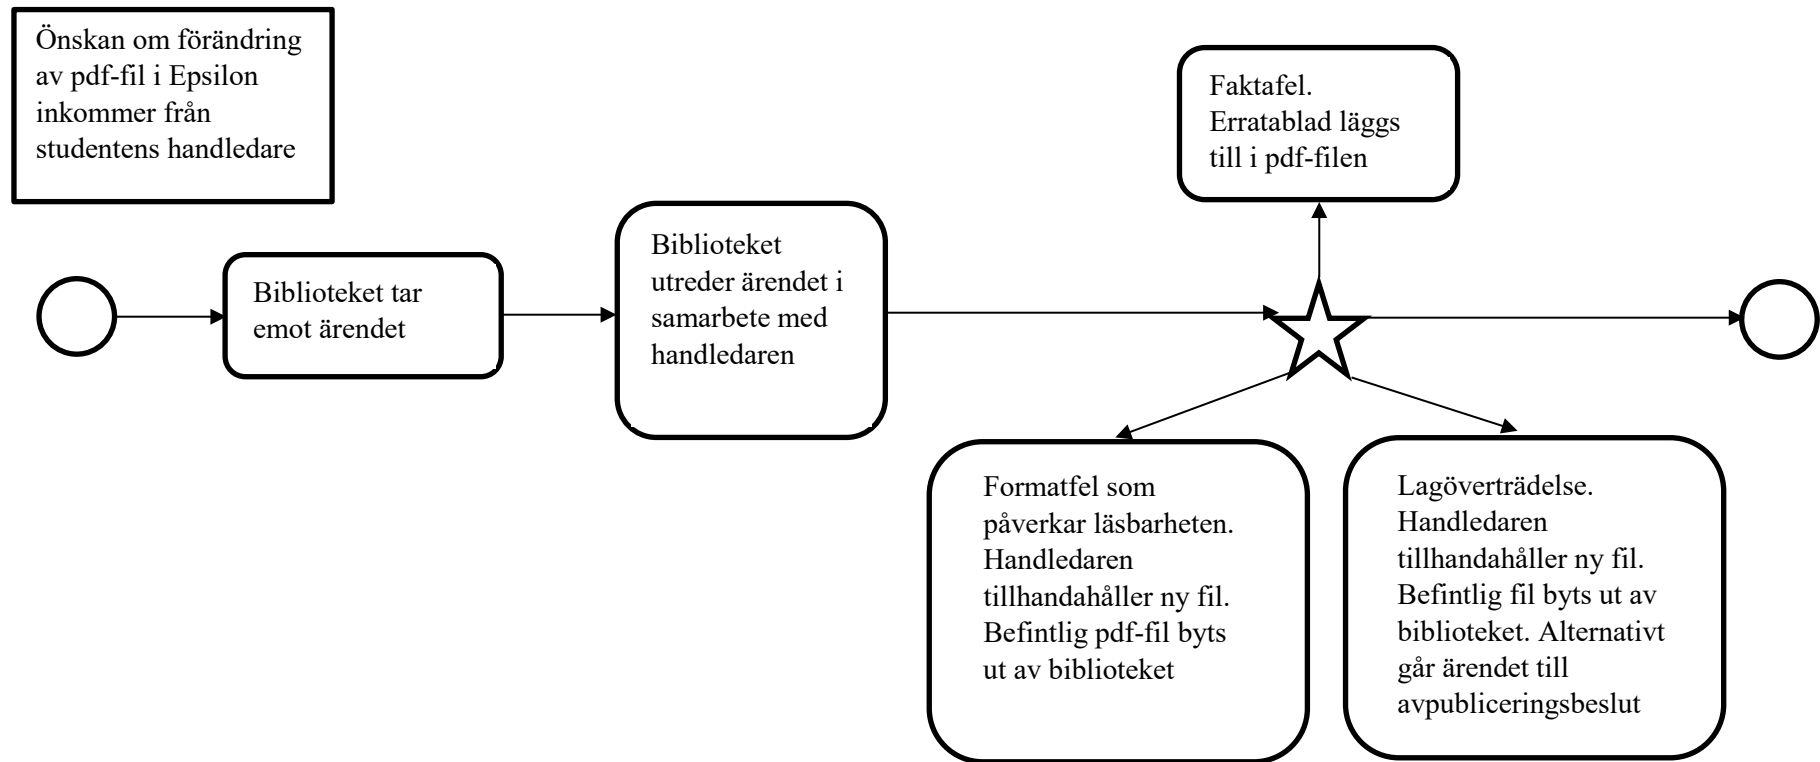 Önskan om förändring
av pdf-fil i Epsilon
inkommer från
studentens handledare
Biblioteket tar
emot ärendet
Biblioteket
utreder ärendet i
samarbete med
handledaren
Faktafel.
Erratablad läggs
till i pdf-filen
Formatfel som
påverkar läsbarheten.
Handledaren
tillhandahåller ny fil.
Befintlig pdf-fil byts
ut av biblioteket
Lagöverträdelse.
Handledaren
tillhandahåller ny fil.
Befintlig fil byts ut av
biblioteket. Alternativt
går ärendet till
avpubliceringsbeslut